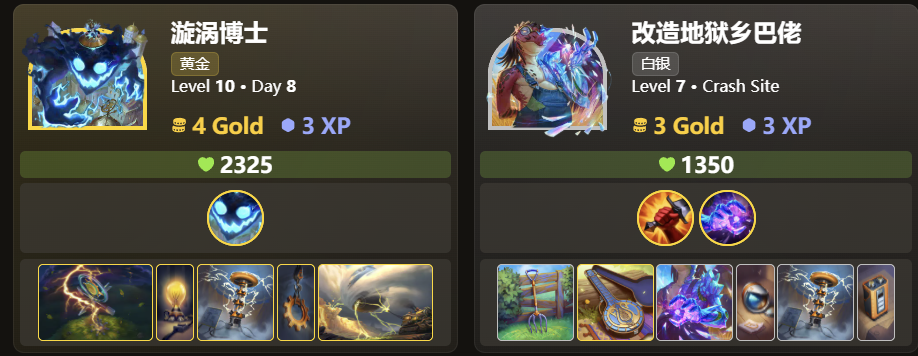 漩涡博士
黄金
Level 10 • Day 8
4 Gold 3 XP
2325
改造地狱乡巴佬
白银
Level 7 • Crash Site
3 Gold 3 XP
1350